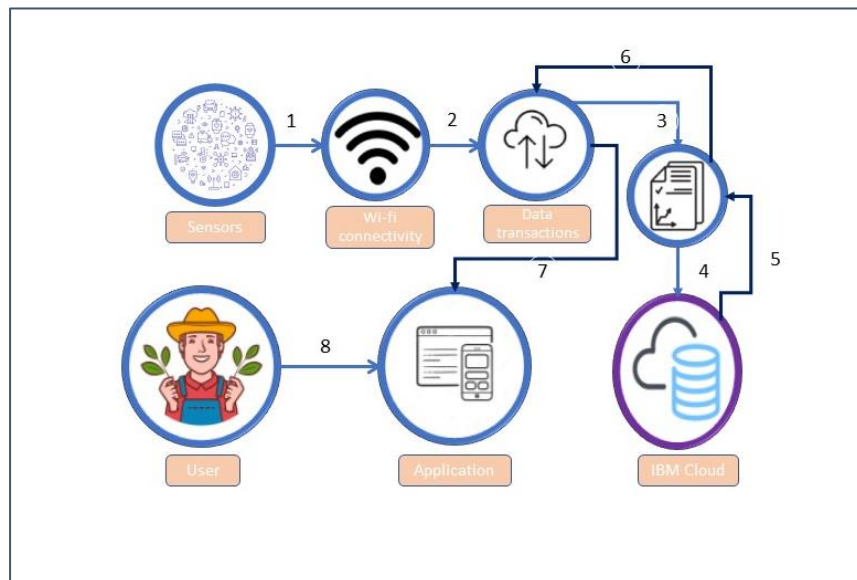 6
1
2
3
Sensors
Wi-fi
connectivity
Data
transactions
7
4
5
8
User
Application
IBM Cloud